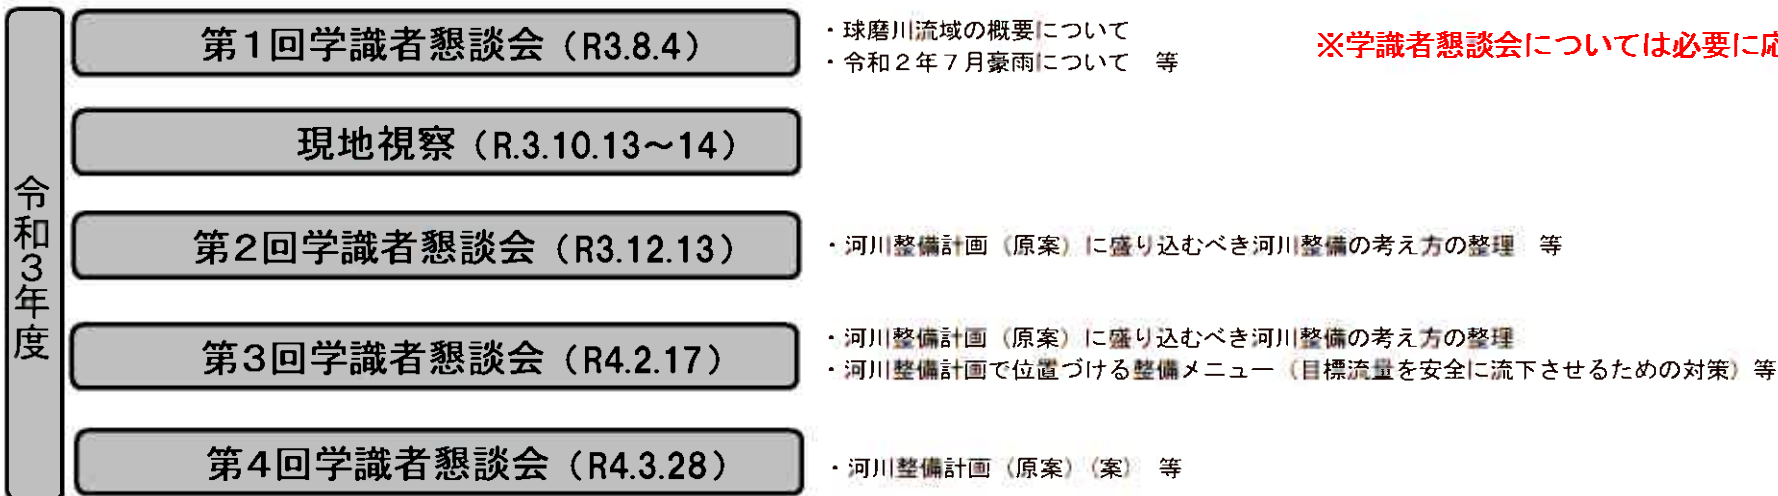 令和3年度
第1回学識者懇談会（R3.8.4）
・球磨川流域の概要について
・令和２年７月豪雨について　等
※学識者懇談会については必要に応
現地視察（R.3.10.13～14）
第2回学識者懇談会（R3.12.13）
・河川整備計画（原案）に盛り込むべき河川整備の考え方の整理　等
第3回学識者懇談会（R4.2.17）
・河川整備計画（原案）に盛り込むべき河川整備の考え方の整理
・河川整備計画で位置づける整備メニュー（目標流量を安全に流下させるための対策）等
第4回学識者懇談会（R4.3.28）
・河川整備計画（原案）（案）　等